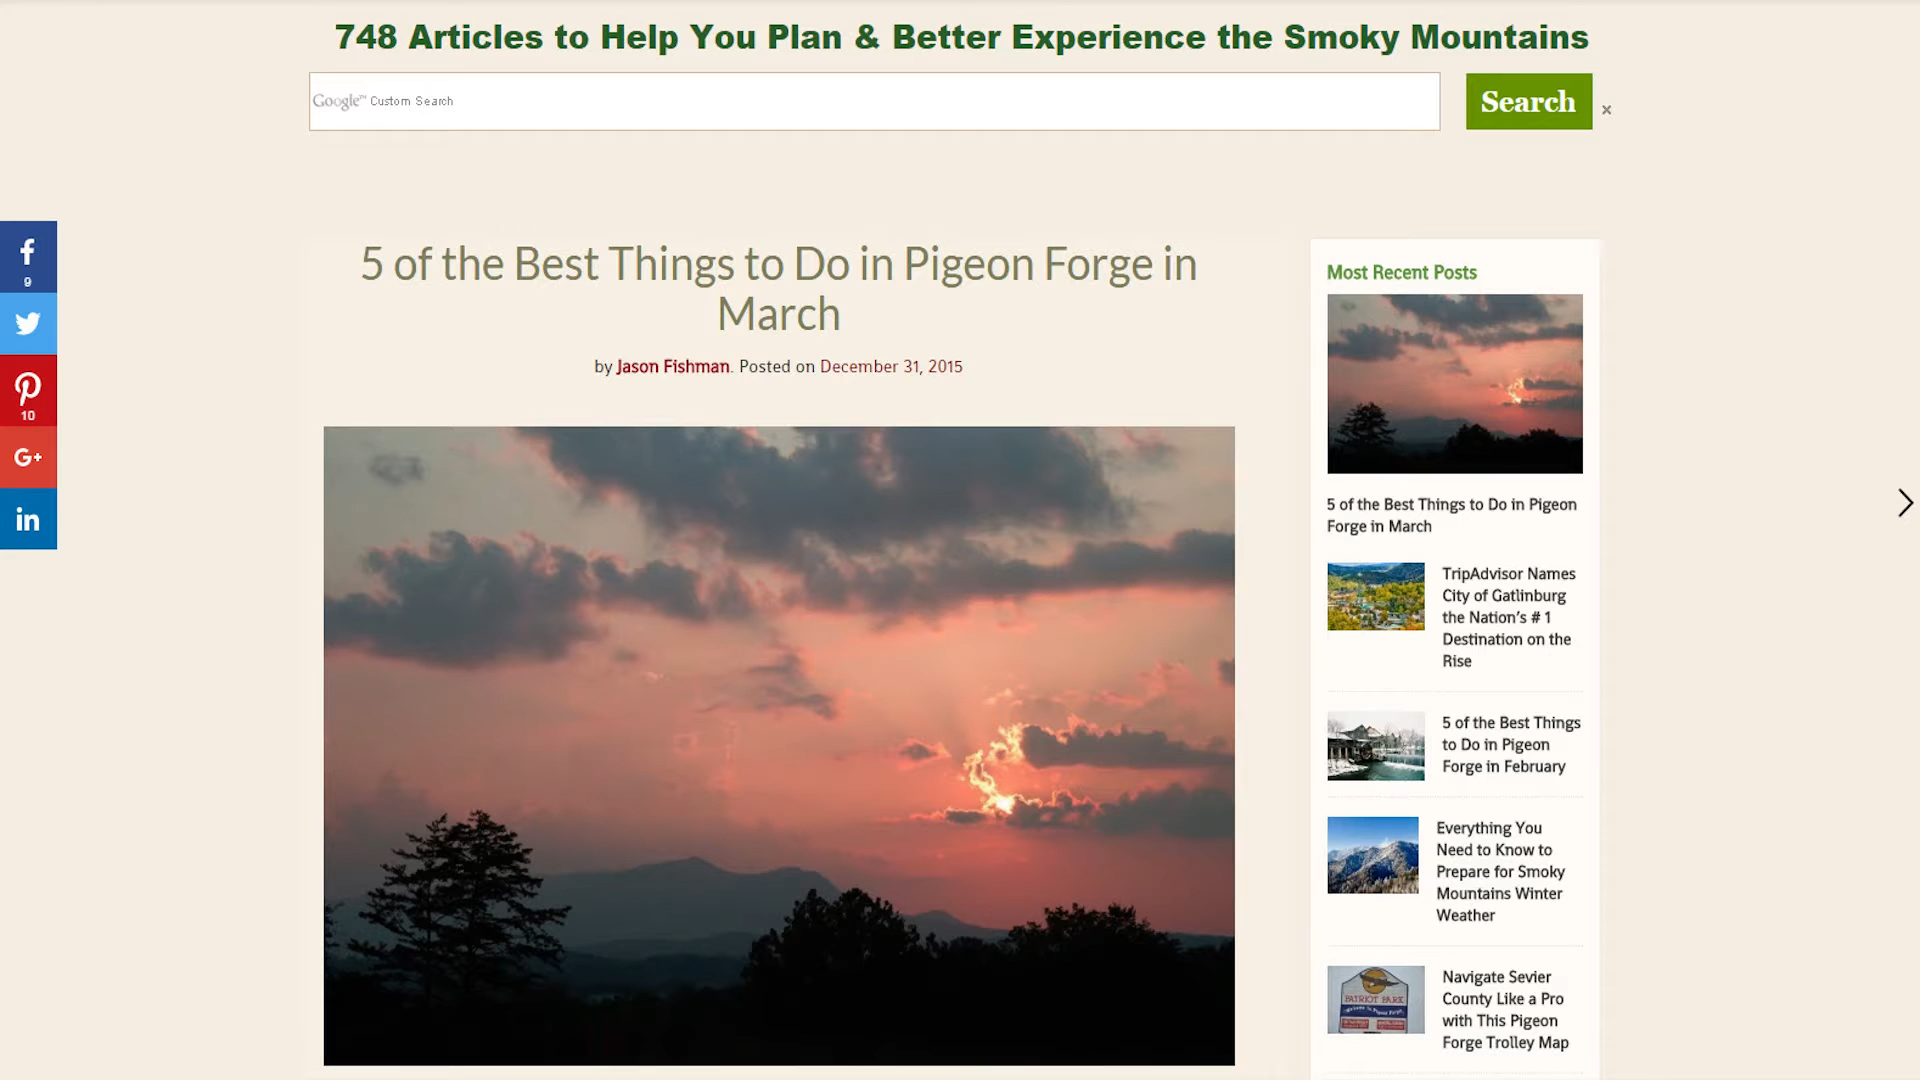 748 Articles to Help You Plan & Better Experience the Smoky Mountains
Google™ Custom Search
Search
×
9
10
G+
in
5 of the Best Things to Do in Pigeon Forge in
March
by Jason Fishman. Posted on December 31, 2015
Most Recent Posts
5 of the Best Things to Do in Pigeon
Forge in March
TripAdvisor Names
City of Gatlinburg
the Nation's # 1
Destination on the
Rise
5 of the Best Things
to Do in Pigeon
Forge in February
Everything You
Need to Know to
Prepare for Smoky
Mountains Winter
Weather
PATRIOT PARK
Navigate Sevier
County Like a Pro
with This Pigeon
Forge Trolley Map